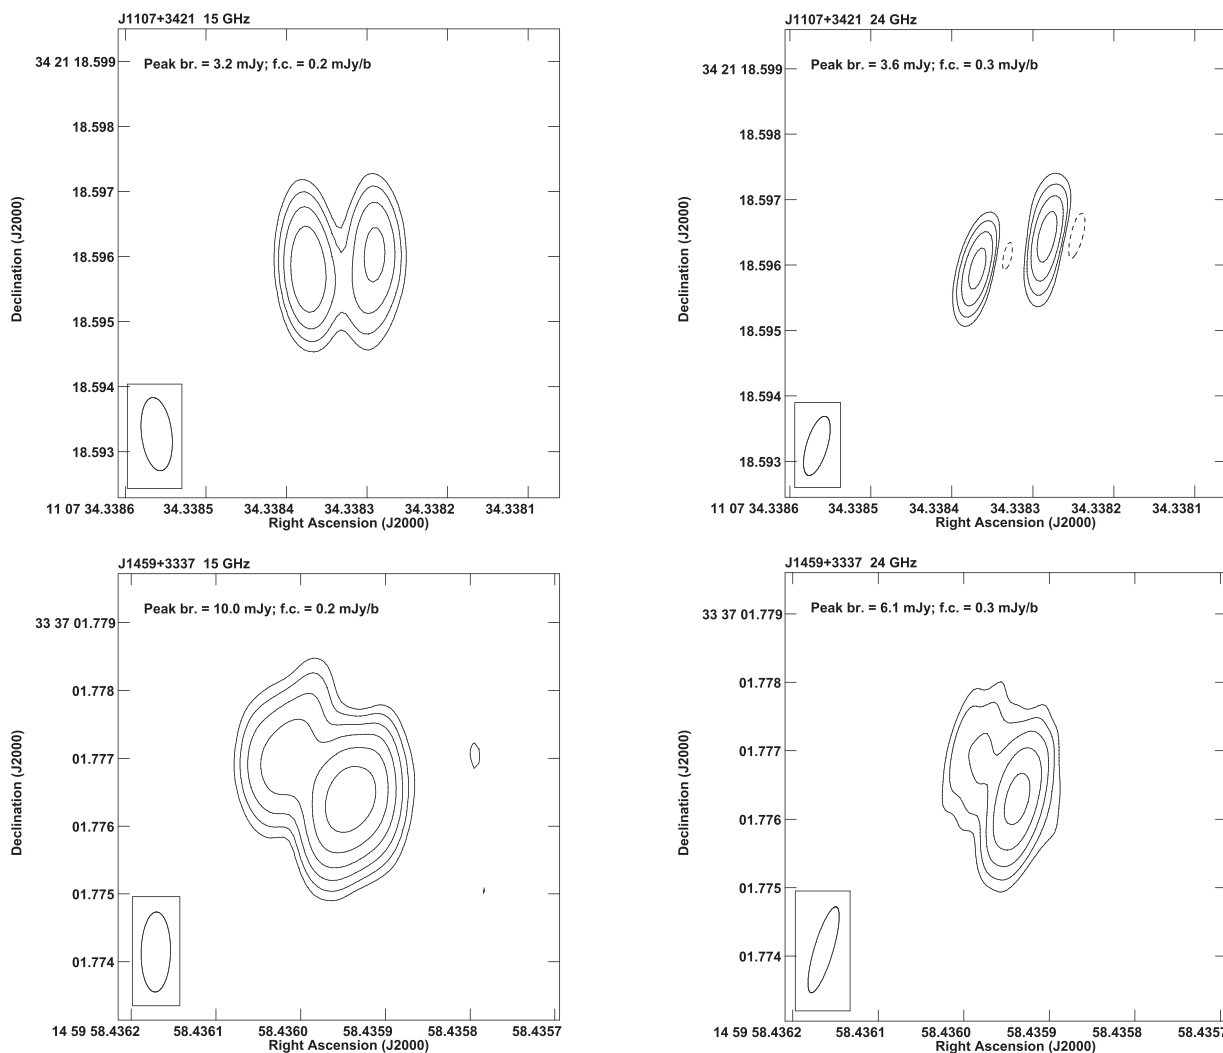 J1107+3421 15 GHz
Peak br. = 3.2 mJy; f.c. = 0.2 mJy/b
34 21 18.599
18.598
18.597
18.596
18.595
18.594
18.593
Declination (J2000)
11 07 34.3386 34.3385 34.3384 34.3383 34.3382 34.3381
Right Ascension (J2000)
J1107+3421 24 GHz
Peak br. = 3.6 mJy; f.c. = 0.3 mJy/b
34 21 18.599
18.598
18.597
18.596
18.595
18.594
18.593
Declination (J2000)
11 07 34.3386 34.3385 34.3384 34.3383 34.3382 34.3381
Right Ascension (J2000)
J1459+3337 15 GHz
Peak br. = 10.0 mJy; f.c. = 0.2 mJy/b
33 37 01.779
01.778
01.777
01.776
01.775
01.774
Declination (J2000)
14 59 58.4362 58.4361 58.4360 58.4359 58.4358 58.4357
Right Ascension (J2000)
J1459+3337 24 GHz
Peak br. = 6.1 mJy; f.c. = 0.3 mJy/b
33 37 01.779
01.778
01.777
01.776
01.775
01.774
Declination (J2000)
14 59 58.4362 58.4361 58.4360 58.4359 58.4358 58.4357
Right Ascension (J2000)